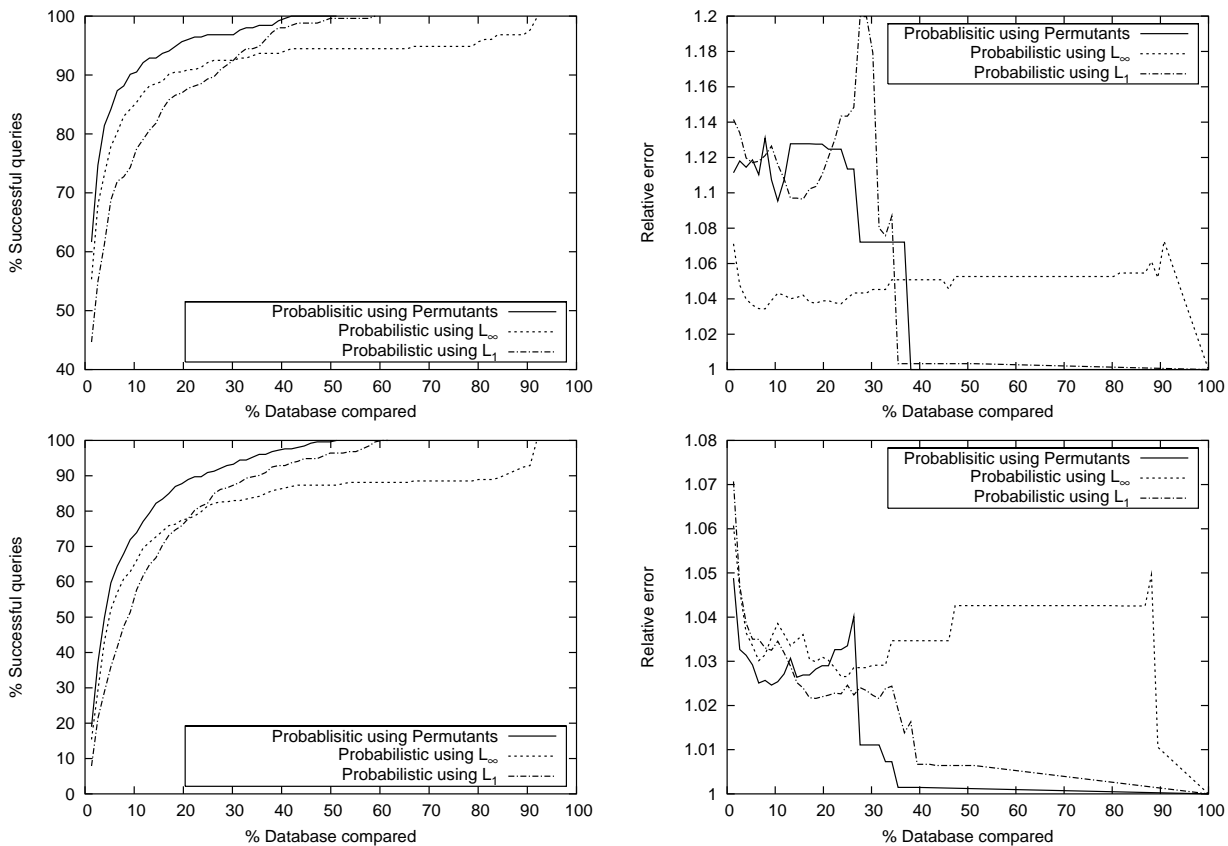 100
90
80
70
60
50
40
0 10 20 30 40 50 60 70 80 90 100
% Successful queries
% Database compared
Probablisitic using Permutants
Probabilistic using L∞
Probabilistic using L1
1.2
1.18
1.16
1.14
1.12
1.1
1.08
1.06
1.04
1.02
1
0 10 20 30 40 50 60 70 80 90 100
Relative error
% Database compared
Probablisitic using Permutants
Probabilistic using L∞
Probabilistic using L1
100
90
80
70
60
50
40
30
20
10
0
0 10 20 30 40 50 60 70 80 90 100
% Successful queries
% Database compared
Probablisitic using Permutants
Probabilistic using L∞
Probabilistic using L1
1.08
1.07
1.06
1.05
1.04
1.03
1.02
1.01
1
0 10 20 30 40 50 60 70 80 90 100
Relative error
% Database compared
Probablisitic using Permutants
Probabilistic using L∞
Probabilistic using L1